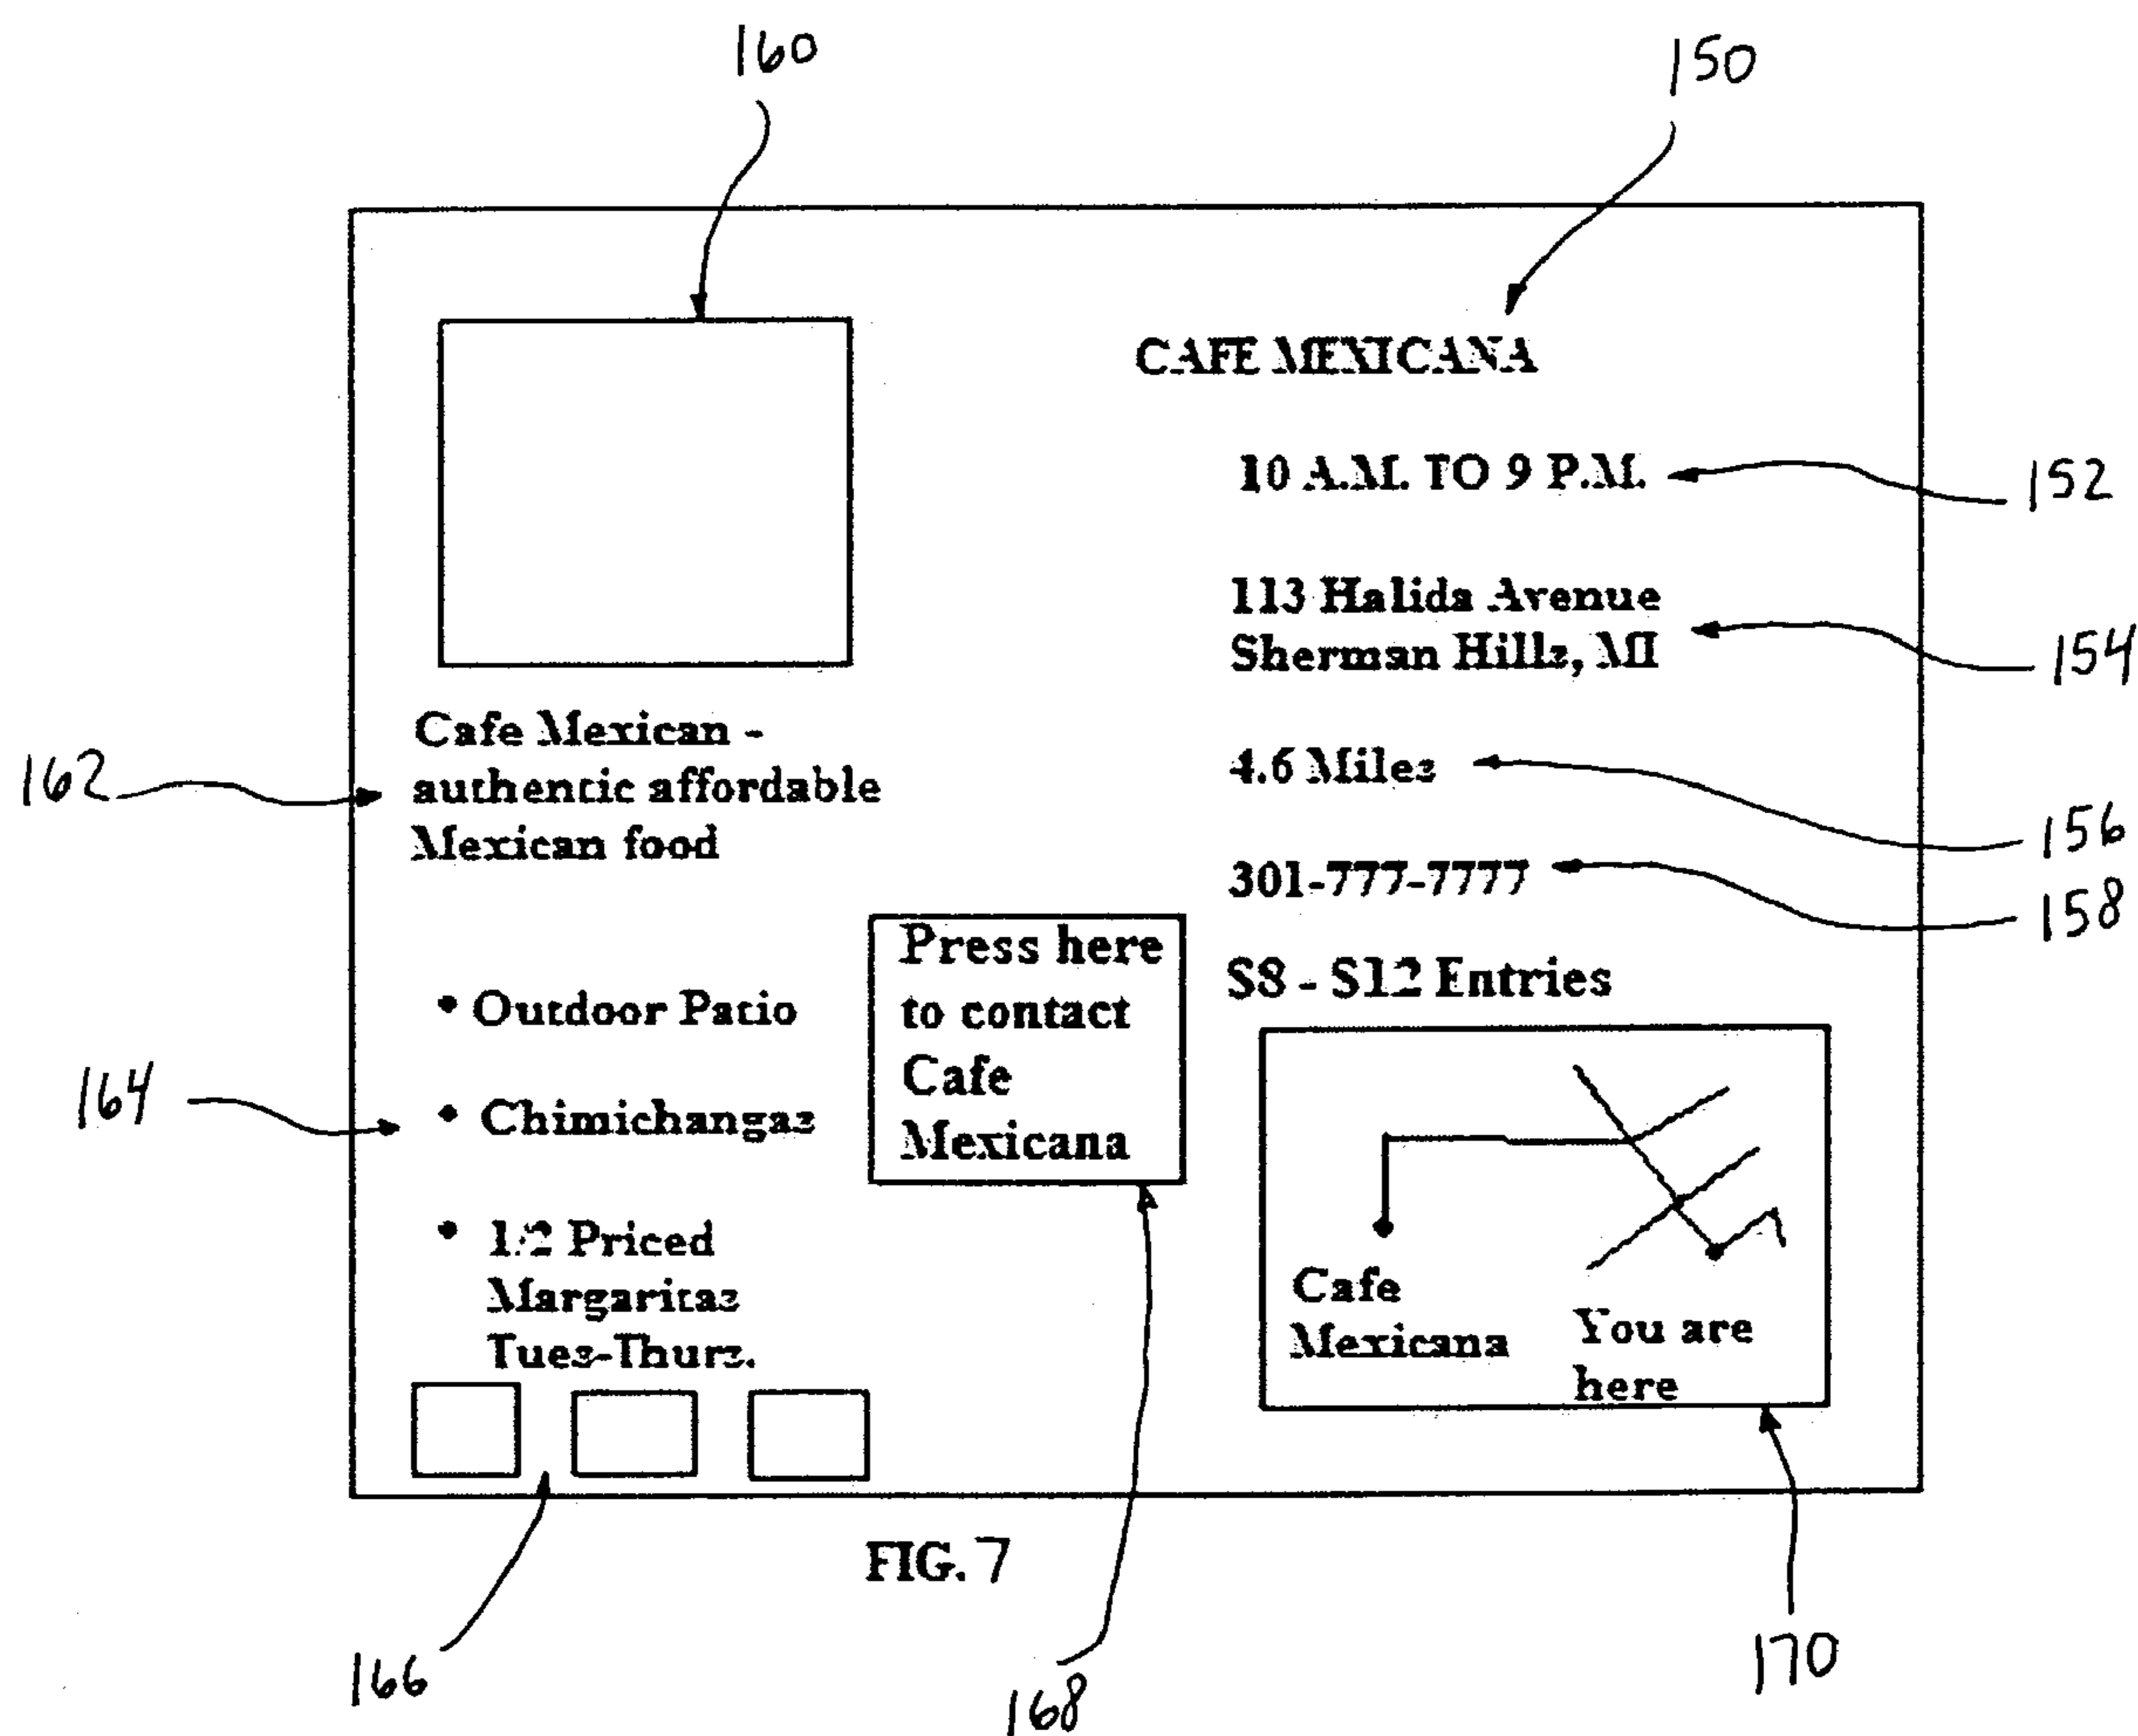 160
150
CAFE MEXICANA
10 A.M. TO 9 P.M.
152
113 Halida Avenue
Sherman Hills, MI
154
Cafe Mexican -
authentic affordable
Mexican food
162
4.6 Miles
156
301-777-7777
158
$8 - $12 Entries
Press here
to contact
Cafe
Mexicana
• Outdoor Patio
• Chimichangas
164
• 1/2 Priced
Margaritas
Tues-Thurs.
Cafe
Mexicana
You are
here
FIG. 7
166
168
170